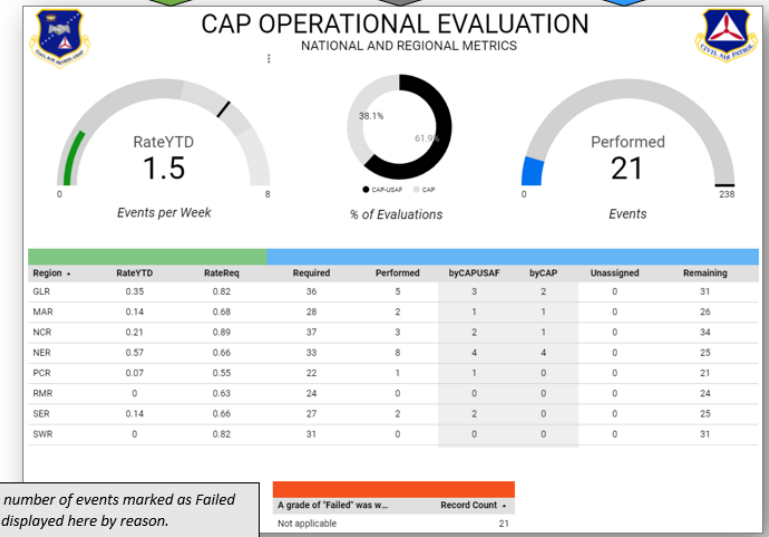 CAP OPERATIONAL EVALUATION
NATIONAL AND REGIONAL METRICS
CIVIL AIR PATROL
RateYTD
1.5
0 8
Events per Week
38.1%
61.9%
CAP-USAF CAP
% of Evaluations
Performed
21
0 238
Events
Region RateYTD RateReq Required Performed byCAPUSAF byCAP Unassigned Remaining
GLR 0.35 0.82 36 5 3 2 0 31
MAR 0.14 0.68 28 2 1 1 0 26
NCR 0.21 0.89 37 3 2 1 0 34
NER 0.57 0.66 33 8 4 4 0 25
PCR 0.07 0.55 22 1 1 0 0 21
RMR 0 0.63 24 0 0 0 0 24
SER 0.14 0.66 27 2 2 0 0 25
SWR 0 0.82 31 0 0 0 0 31
number of events marked as Failed
displayed here by reason.
A grade of "Failed" was w... Record Count
Not applicable 21